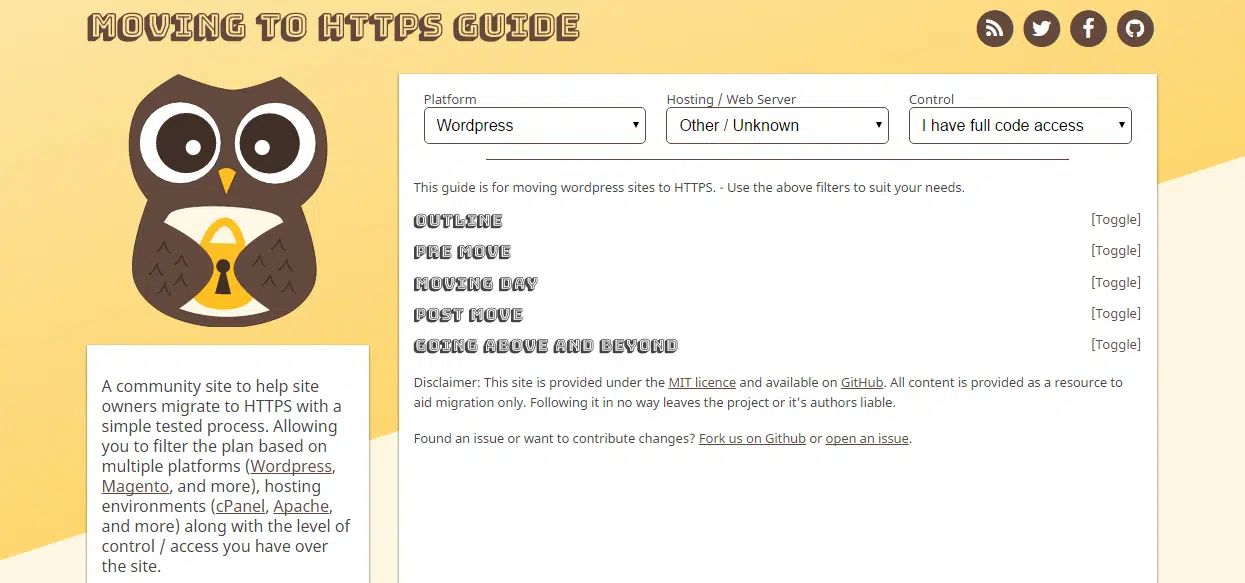 MOVING TO HTTPS GUIDE
Platform
Hosting / Web Server
Control
Wordpress
Other / Unknown
I have full code access
This guide is for moving wordpress sites to HTTPS. - Use the above filters to suit your needs.
OUTLINE [Toggle]
PRE MOVE [Toggle]
MOVING DAY [Toggle]
POST MOVE [Toggle]
GOING ABOVE AND BEYOND [Toggle]
Disclaimer: This site is provided under the MIT licence and available on GitHub. All content is provided as a resource to
aid migration only. Following it in no way leaves the project or it's authors liable.
Found an issue or want to contribute changes? Fork us on Github or open an issue.
A community site to help site
owners migrate to HTTPS with a
simple tested process. Allowing
you to filter the plan based on
multiple platforms (Wordpress,
Magento, and more), hosting
environments (cPanel, Apache,
and more) along with the level of
control / access you have over
the site.